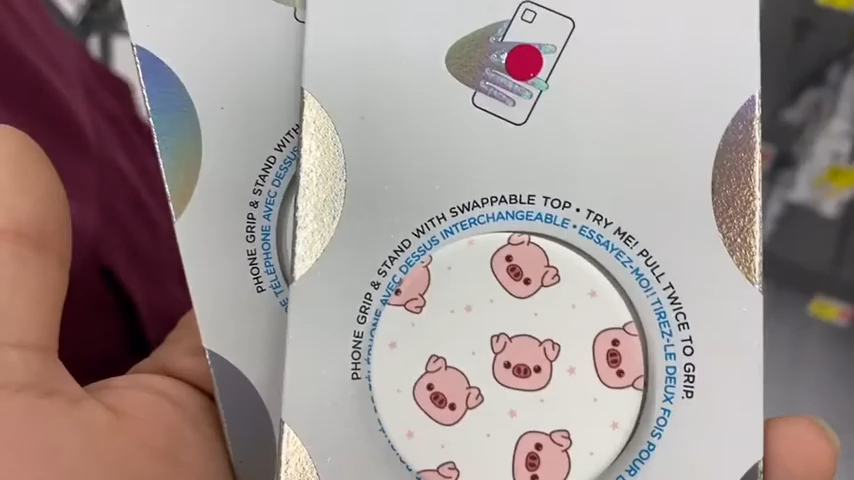 PHONE GRIP & STAND WITH
TÉLÉPHONE AVEC DESSUS
PHONE GRIP & STAND WITH SWAPPABLE TOP • TRY ME! PULL TWICE TO GRIP.
TÉLÉPHONE AVEC DESSUS INTERCHANGEABLE • ESSAYEZ-MOI! TIREZ-LE DEUX FOIS POUR